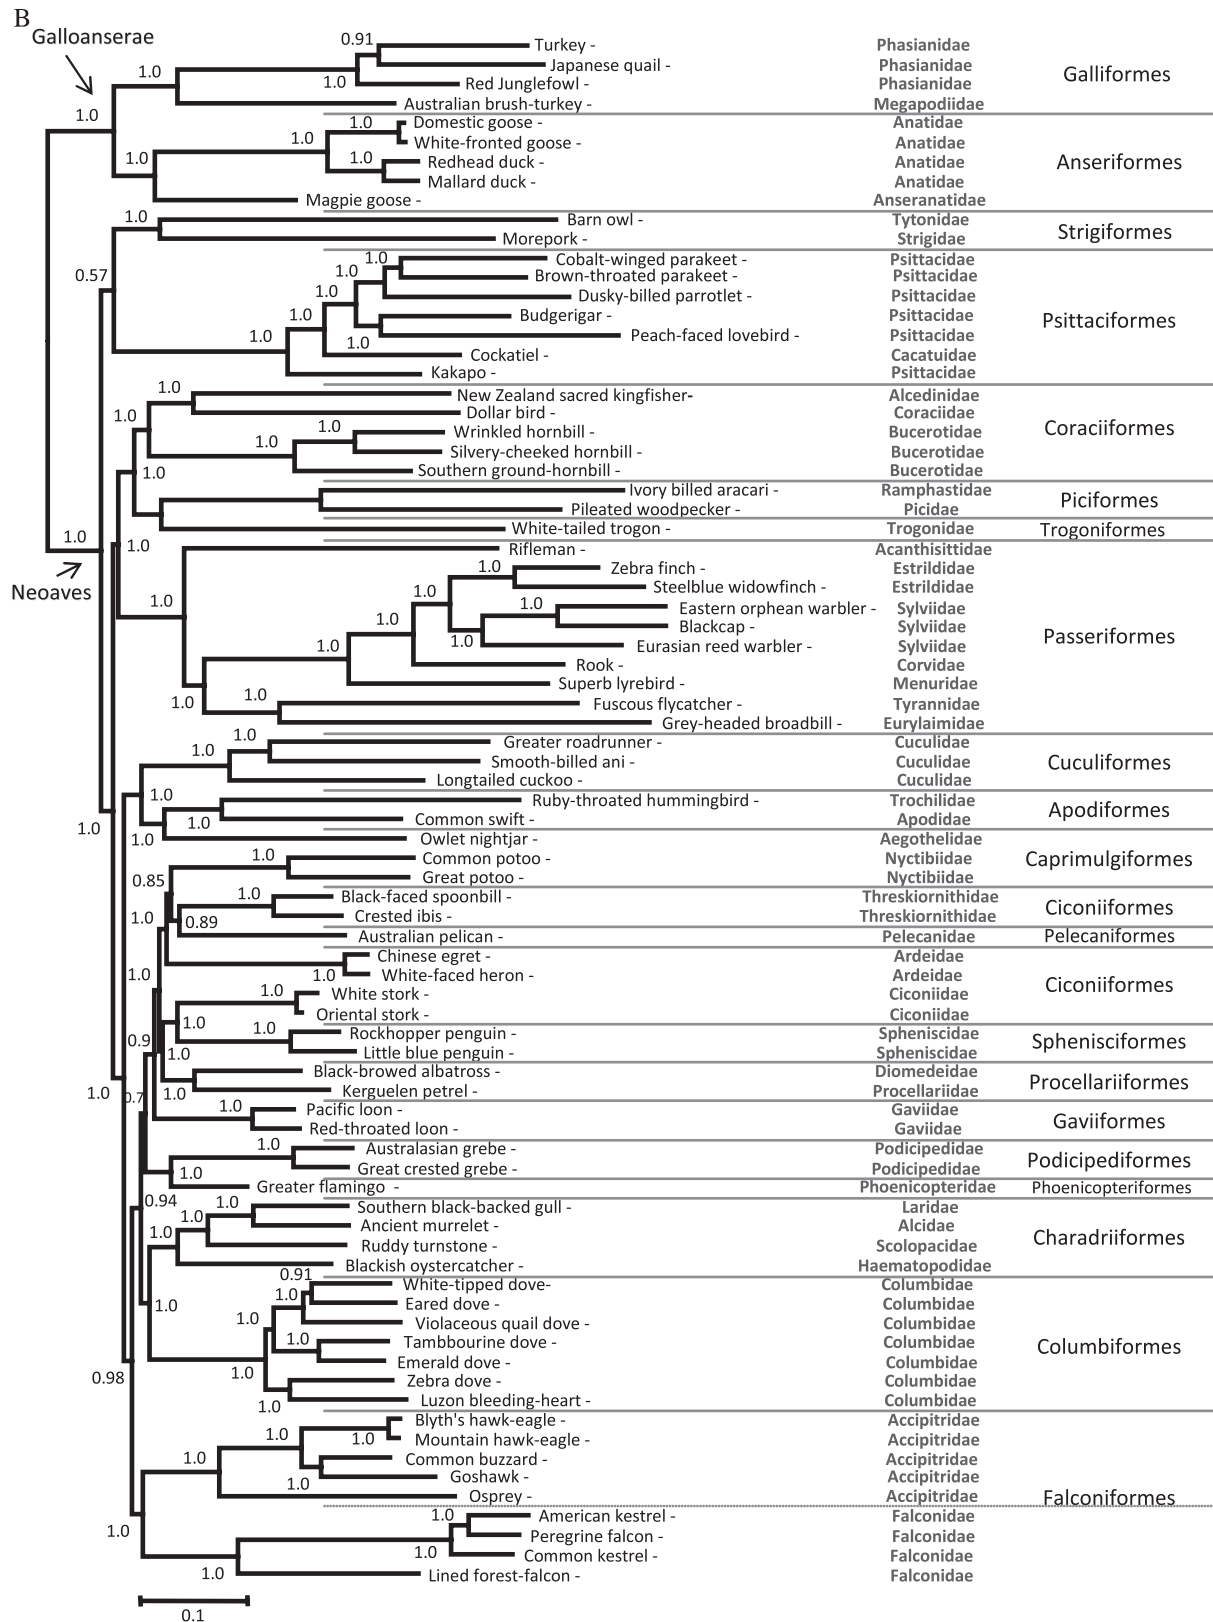 B
Galloanserae
0.91
Turkey - Phasianidae
1.0
Japanese quail - Phasianidae
1.0
Red Junglefowl - Phasianidae
Galliformes
Australian brush-turkey - Megapodiidae
1.0
1.0
Domestic goose - Anatidae
1.0
White-fronted goose - Anatidae
1.0
1.0
Redhead duck - Anatidae
Anseriformes
Mallard duck - Anatidae
Magpie goose - Anseranatidae
1.0
Barn owl - Tytonidae
Morepork - Strigidae
Strigiformes
0.57
1.0
Cobalt-winged parakeet - Psittacidae
1.0
Brown-throated parakeet - Psittacidae
1.0
Dusky-billed parrotlet - Psittacidae
1.0
Budgerigar - Psittacidae
Psittaciformes
1.0
1.0
Peach-faced lovebird - Psittacidae
Cockatiel - Cacatuidae
Kakapo - Psittacidae
1.0
New Zealand sacred kingfisher- Alcedinidae
1.0
Dollar bird - Coraciidae
1.0
Wrinkled hornbill - Bucerotidae
Coraciiformes
1.0
Silvery-cheeked hornbill - Bucerotidae
1.0
Southern ground-hornbill - Bucerotidae
Ivory billed aracari - Ramphastidae
Piciformes
Pileated woodpecker - Picidae
White-tailed trogon - Trogonidae
Trogoniformes
1.0
1.0
Neoaves
Rifleman - Acanthisittidae
1.0
Zebra finch - Estrildidae
1.0
Steelblue widowfinch - Estrildidae
1.0
1.0
Eastern orphean warbler - Sylviidae
1.0
Blackcap - Sylviidae
1.0
1.0
Eurasian reed warbler - Sylviidae
Passeriformes
Rook - Corvidae
Superb lyrebird - Menuridae
1.0
1.0
Fuscous flycatcher - Tyrannidae
Grey-headed broadbill - Eurylaimidae
1.0
Greater roadrunner - Cuculidae
1.0
Smooth-billed ani - Cuculidae
Cuculiformes
Longtailed cuckoo - Cuculidae
1.0
Ruby-throated hummingbird - Trochilidae
Apodiformes
1.0
1.0
Common swift - Apodidae
1.0
Owlet nightjar - Aegothelidae
1.0
Common potoo - Nyctibiidae
Caprimulgiformes
0.85
Great potoo - Nyctibiidae
1.0
Black-faced spoonbill - Threskiornithidae
Ciconiiformes
1.0
0.89
Crested ibis - Threskiornithidae
Australian pelican - Pelecanidae
Pelecaniformes
Chinese egret - Ardeidae
1.0
1.0
White-faced heron - Ardeidae
Ciconiiformes
1.0
White stork - Ciconiidae
1.0
Oriental stork - Ciconiidae
1.0
Rockhopper penguin - Spheniscidae
Sphenisciformes
0.9
1.0
Little blue penguin - Spheniscidae
Black-browed albatross - Diomedeidae
Procellariiformes
1.0
0.7
1.0
Kerguelen petrel - Procellariidae
1.0
Pacific loon - Gaviidae
Gaviiformes
Red-throated loon - Gaviidae
1.0
Australasian grebe - Podicipedidae
Podicipediformes
1.0
Great crested grebe - Podicipedidae
Greater flamingo - Phoenicopteridae
Phoenicopteriformes
0.94
1.0
Southern black-backed gull - Laridae
1.0
Ancient murrelet - Alcidae
Charadriiformes
1.0
Ruddy turnstone - Scolopacidae
Blackish oystercatcher - Haematopodidae
0.91
White-tipped dove- Columbidae
1.0
1.0
Eared dove - Columbidae
1.0
Violaceous quail dove - Columbidae
1.0
Tambbourine dove - Columbidae
Columbiformes
Emerald dove - Columbidae
0.98
1.0
Zebra dove - Columbidae
1.0
Luzon bleeding-heart - Columbidae
Blyth's hawk-eagle - Accipitridae
1.0
1.0
Mountain hawk-eagle - Accipitridae
1.0
Common buzzard - Accipitridae
1.0
Goshawk - Accipitridae
Osprey - Accipitridae
Falconiformes
1.0
American kestrel - Falconidae
1.0
Peregrine falcon - Falconidae
1.0
Common kestrel - Falconidae
1.0
Lined forest-falcon - Falconidae
0.1